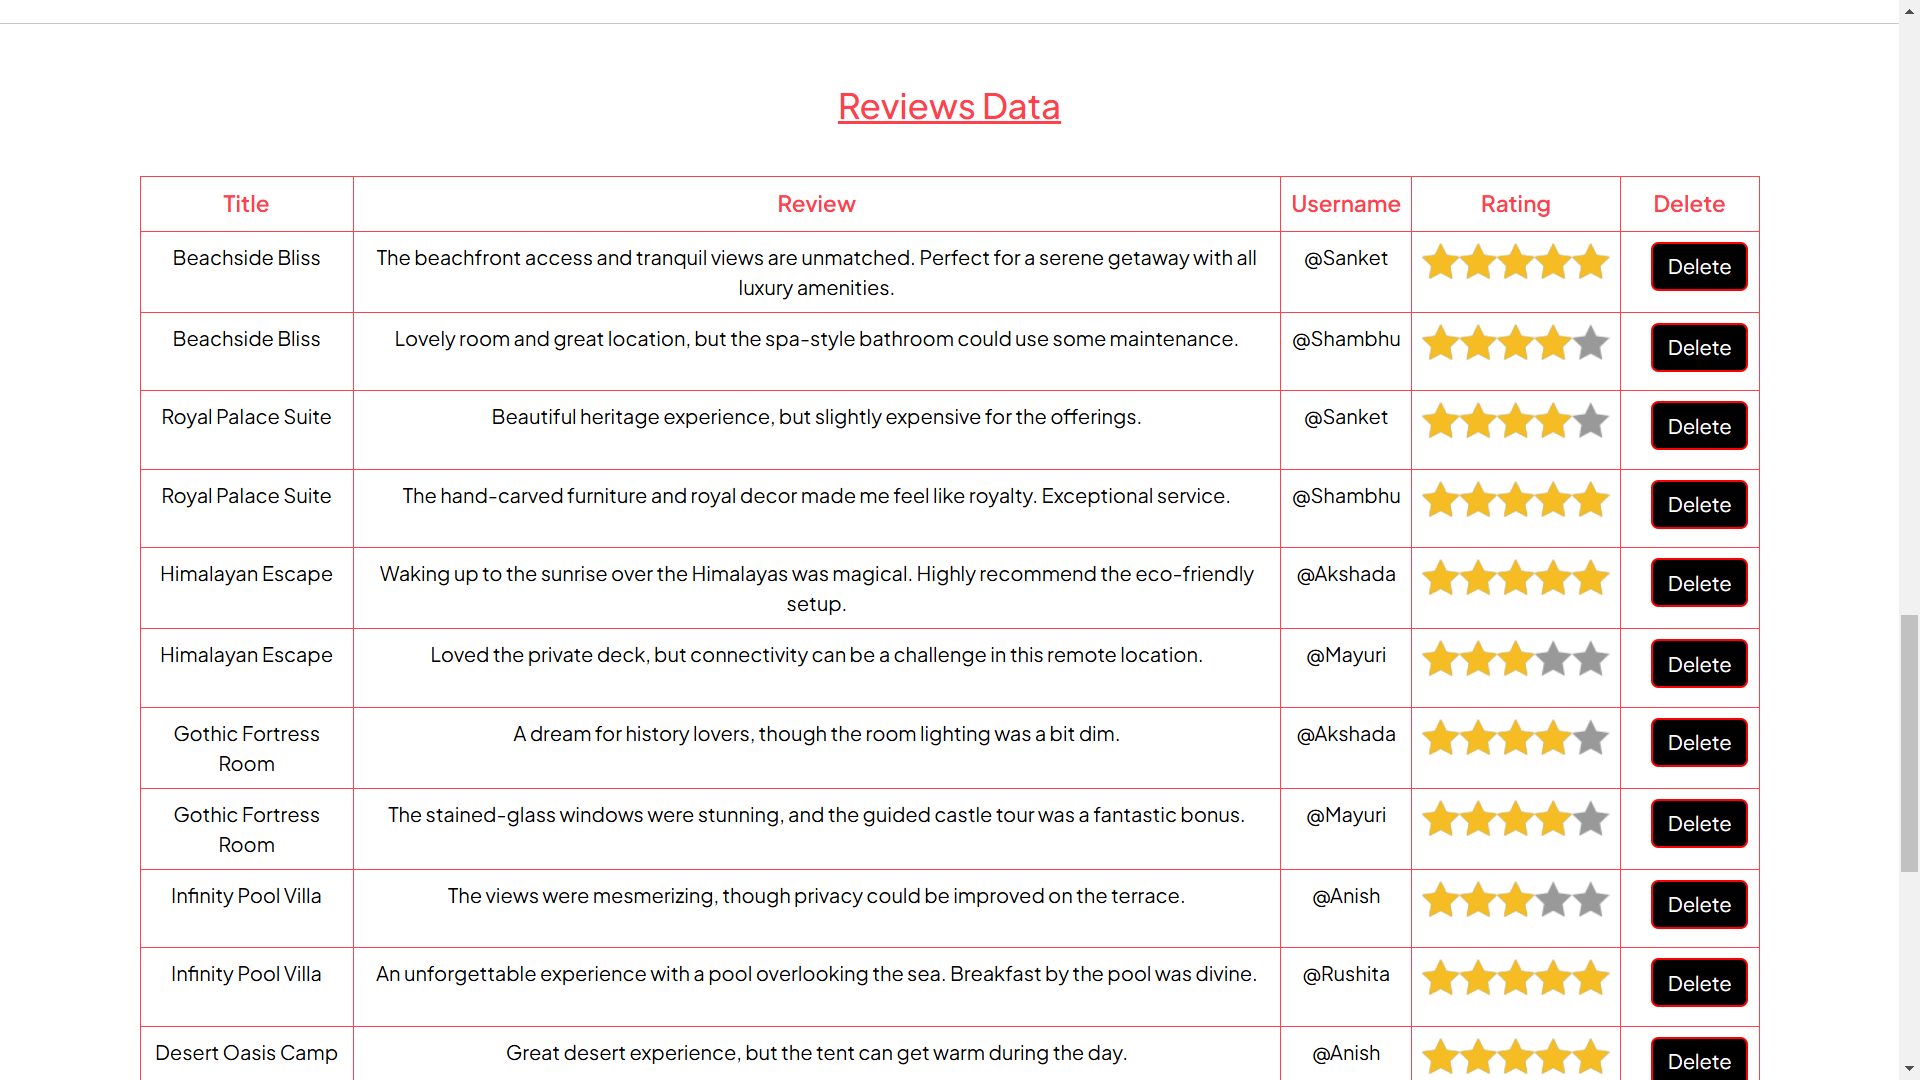 Reviews Data
Title Review Username Rating Delete
Beachside Bliss The beachfront access and tranquil views are unmatched. Perfect for a serene getaway with all @Sanket Delete
luxury amenities.
Beachside Bliss Lovely room and great location, but the spa-style bathroom could use some maintenance. @Shambhu Delete
Royal Palace Suite Beautiful heritage experience, but slightly expensive for the offerings. @Sanket Delete
Royal Palace Suite The hand-carved furniture and royal decor made me feel like royalty. Exceptional service. @Shambhu Delete
Himalayan Escape Waking up to the sunrise over the Himalayas was magical. Highly recommend the eco-friendly @Akshada Delete
setup.
Himalayan Escape Loved the private deck, but connectivity can be a challenge in this remote location. @Mayuri Delete
Gothic Fortress A dream for history lovers, though the room lighting was a bit dim. @Akshada Delete
Room
Gothic Fortress The stained-glass windows were stunning, and the guided castle tour was a fantastic bonus. @Mayuri Delete
Room
Infinity Pool Villa The views were mesmerizing, though privacy could be improved on the terrace. @Anish Delete
Infinity Pool Villa An unforgettable experience with a pool overlooking the sea. Breakfast by the pool was divine. @Rushita Delete
Desert Oasis Camp Great desert experience, but the tent can get warm during the day. @Anish Delete